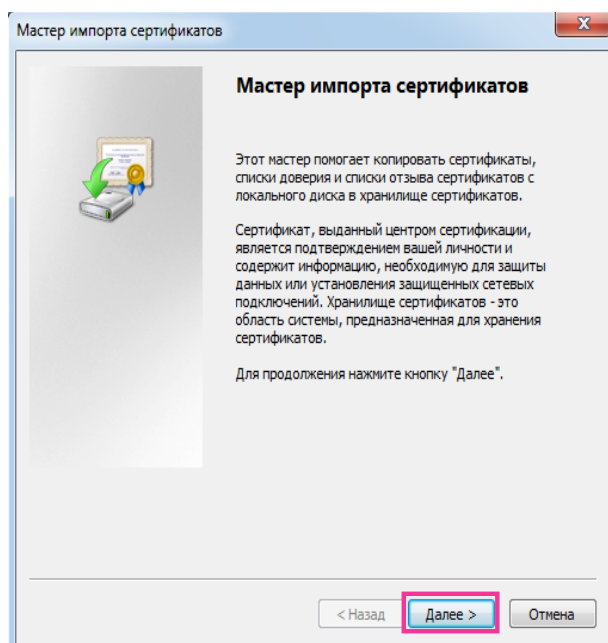 Мастер импорта сертификатов
Мастер импорта сертификатов
Этот мастер помогает копировать сертификаты,
списки доверия и списки отзыва сертификатов с
локального диска в хранилище сертификатов.
Сертификат, выданный центром сертификации,
является подтверждением вашей личности и
содержит информацию, необходимую для защиты
данных или установления защищенных сетевых
подключений. Хранилище сертификатов - это
область системы, предназначенная для хранения
сертификатов.
Для продолжения нажмите кнопку "Далее".
< Назад Далее > Отмена